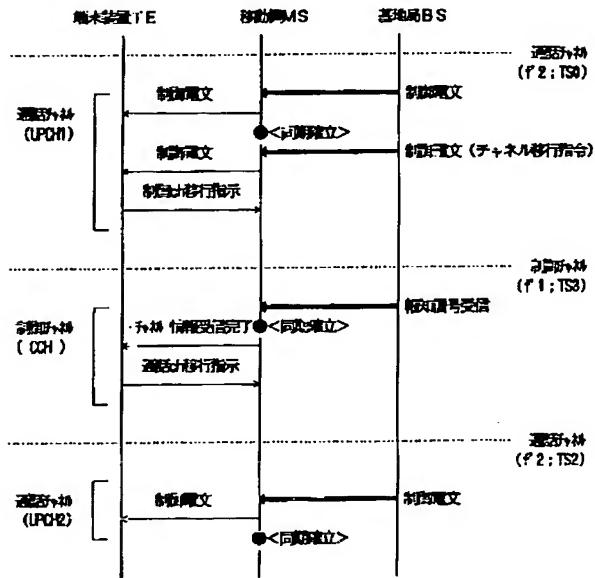 端末装置TE 移動機MS 基地局BS
通話チャネル
(f2;TS0)
制御電文 制御電文
通話チャネル
(UPCH1)
<同期確立>
制御電文 制御電文(チャネル移行指令)
制御ch移行指示
制御チャネル
(f1;TS3)
報知信号受信
制御チャネル
(CCH)
チャネル情報受信完了 <同期確立>
通話ch移行指示
通話チャネル
(f2;TS2)
通話チャネル
(UPCH2)
制御電文 制御電文
<同期確立>